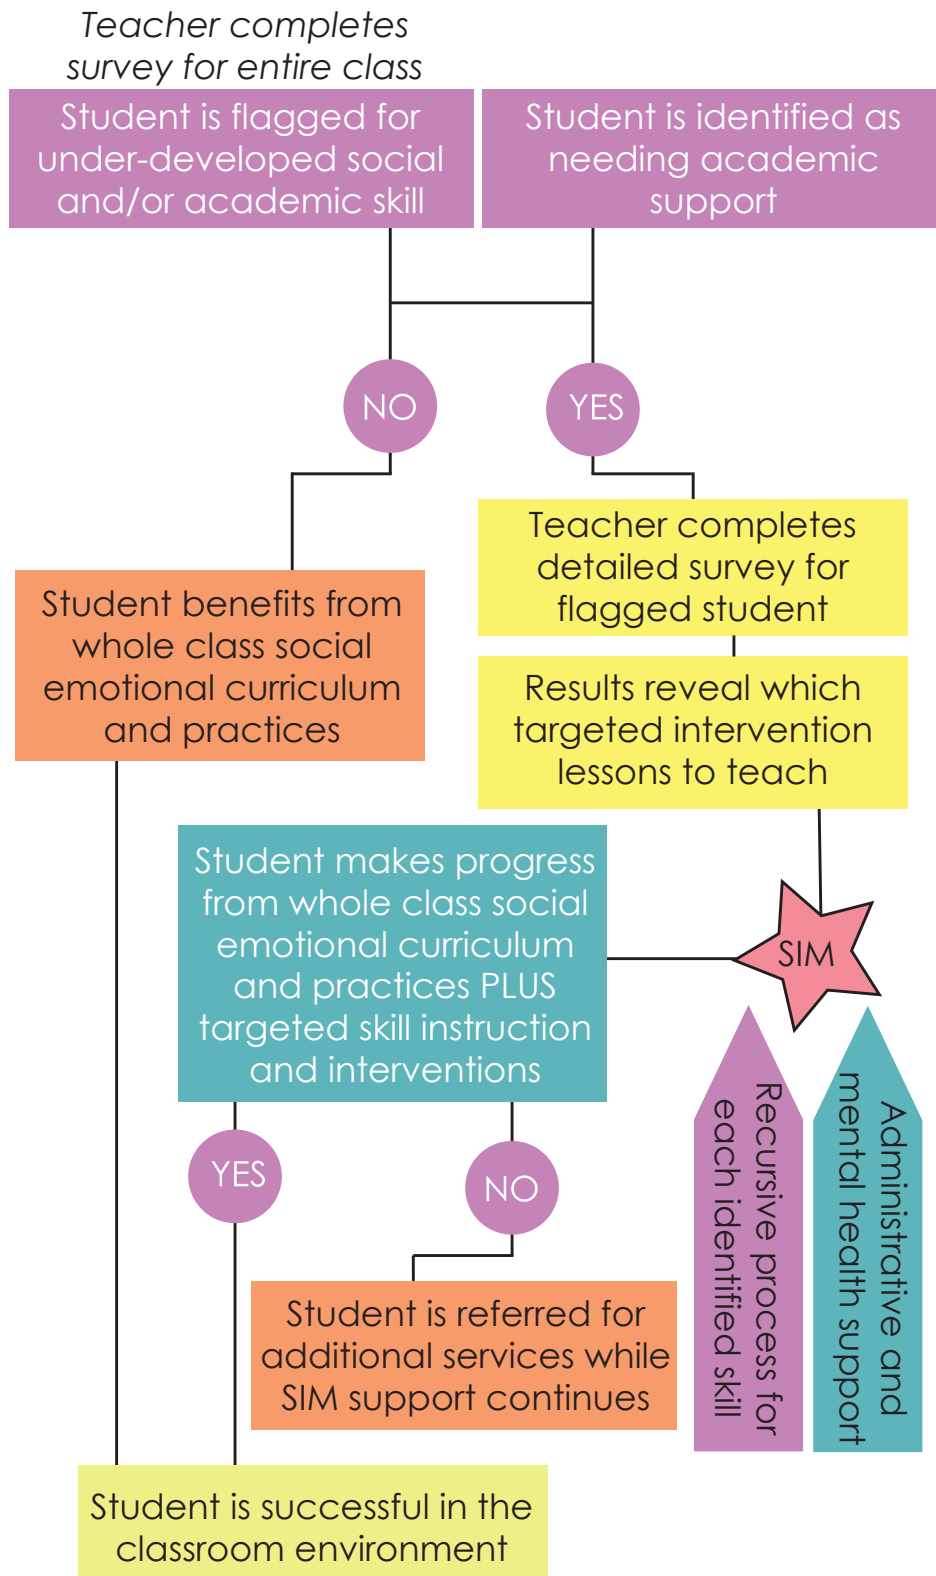 Teacher completes
survey for entire class
Student is flagged for
under-developed social
and/or academic skill
Student is identified as
needing academic
support
NO
YES
Teacher completes
detailed survey for
flagged student
Student benefits from
whole class social
emotional curriculum
and practices
Results reveal which
targeted intervention
lessons to teach
Student makes progress
from whole class social
emotional curriculum
and practices PLUS
targeted skill instruction
and interventions
SIM
Recursive process for
each identified skill
Administrative and
mental health support
YES
NO
Student is referred for
additional services while
SIM support continues
Student is successful in the
classroom environment